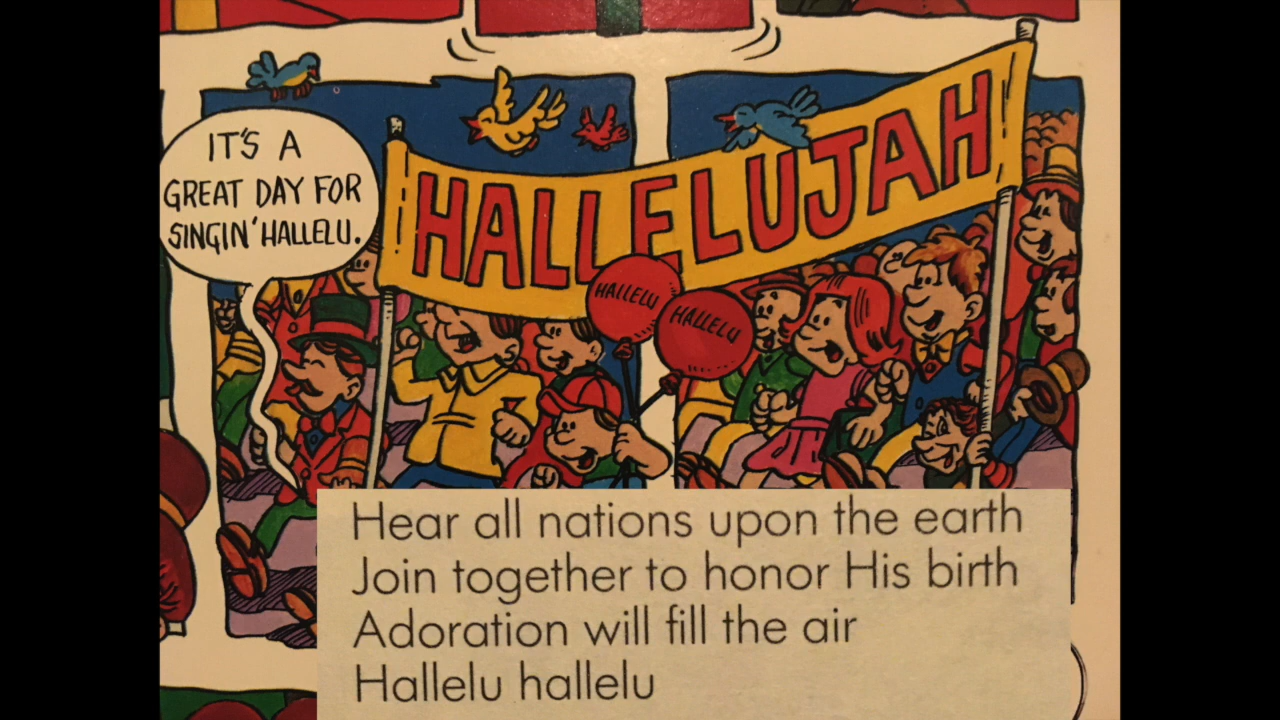 IT'S A
GREAT DAY FOR
SINGIN' HALLELU.
HALLELUJAH
HALLELU
HALLELU
Hear all nations upon the earth
Join together to honor His birth
Adoration will fill the air
Hallelu hallelu